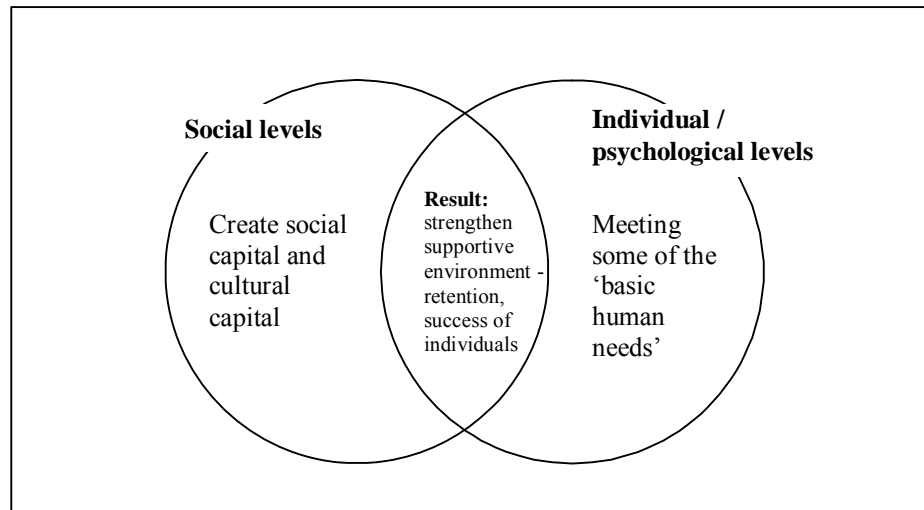 Social levels
Create social
capital and
cultural
capital
Result:
strengthen
supportive
environment -
retention,
success of
individuals
Individual /
psychological levels
Meeting
some of the
‘basic
human
needs’